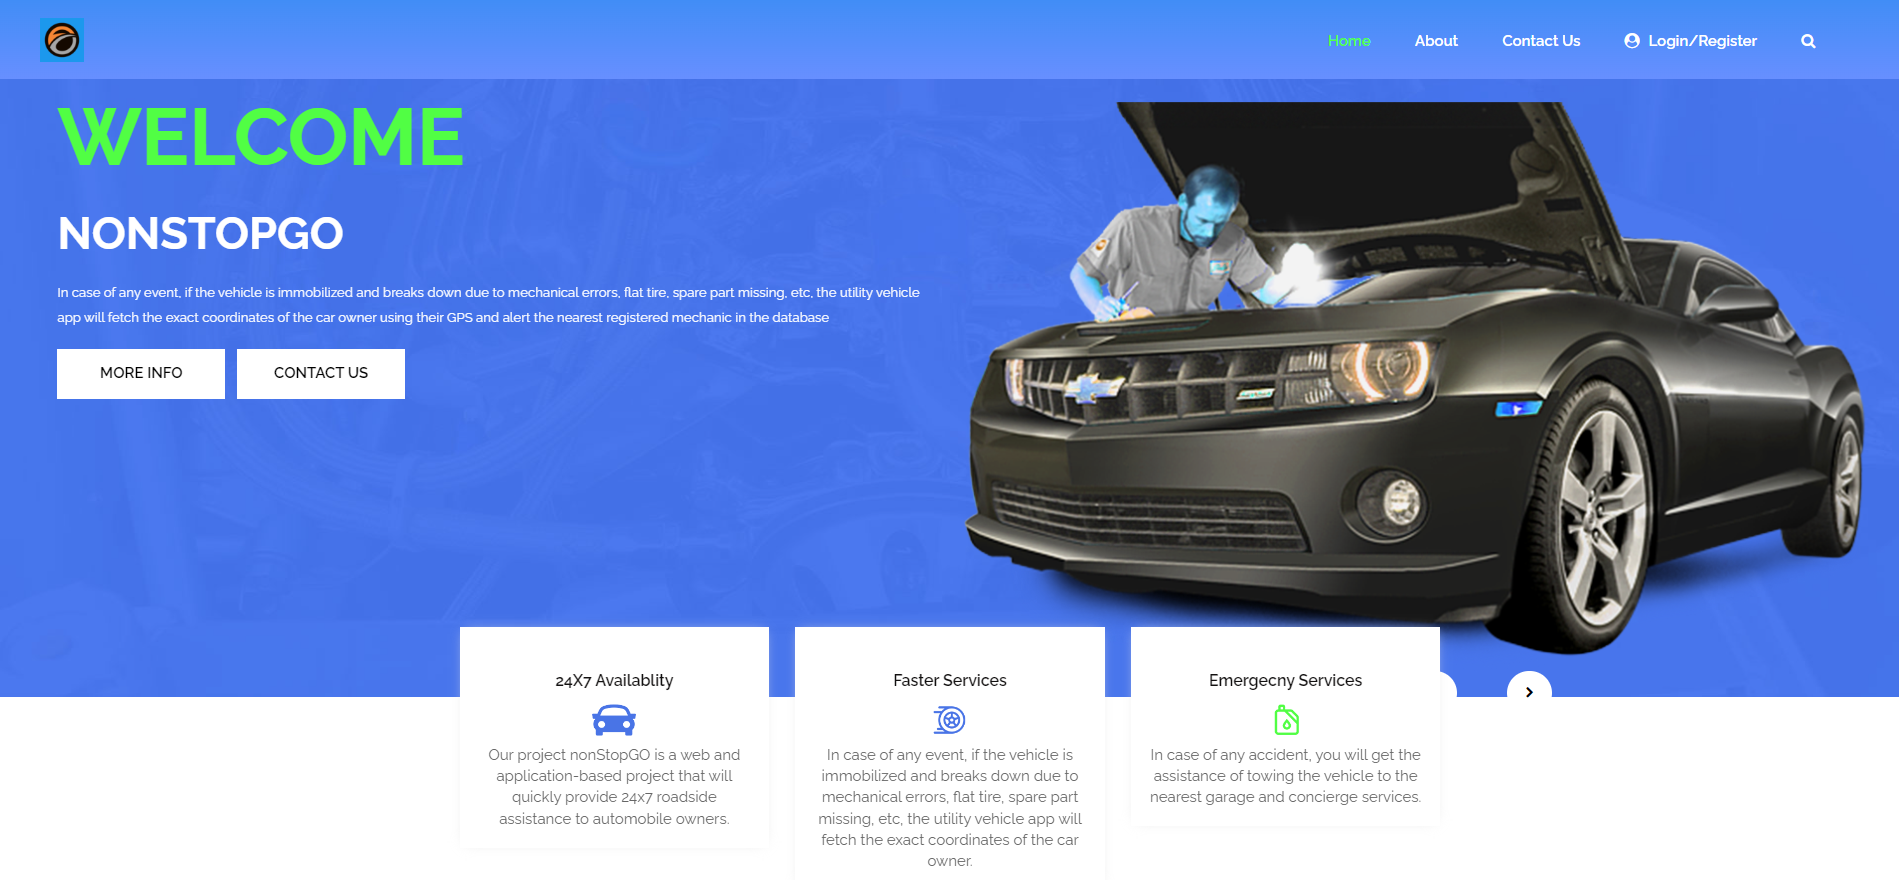 Home About Contact Us Login/Register
WELCOME
NONSTOPGO
In case of any event, if the vehicle is immobilized and breaks down due to mechanical errors, flat tire, spare part missing, etc, the utility vehicle
app will fetch the exact coordinates of the car owner using their GPS and alert the nearest registered mechanic in the database
MORE INFO CONTACT US
24X7 Availablity
Our project nonStopGO is a web and
application-based project that will
quickly provide 24x7 roadside
assistance to automobile owners.
Faster Services
In case of any event, if the vehicle is
immobilized and breaks down due to
mechanical errors, flat tire, spare part
missing, etc, the utility vehicle app will
fetch the exact coordinates of the car
owner.
Emergecny Services
In case of any accident, you will get the
assistance of towing the vehicle to the
nearest garage and concierge services.